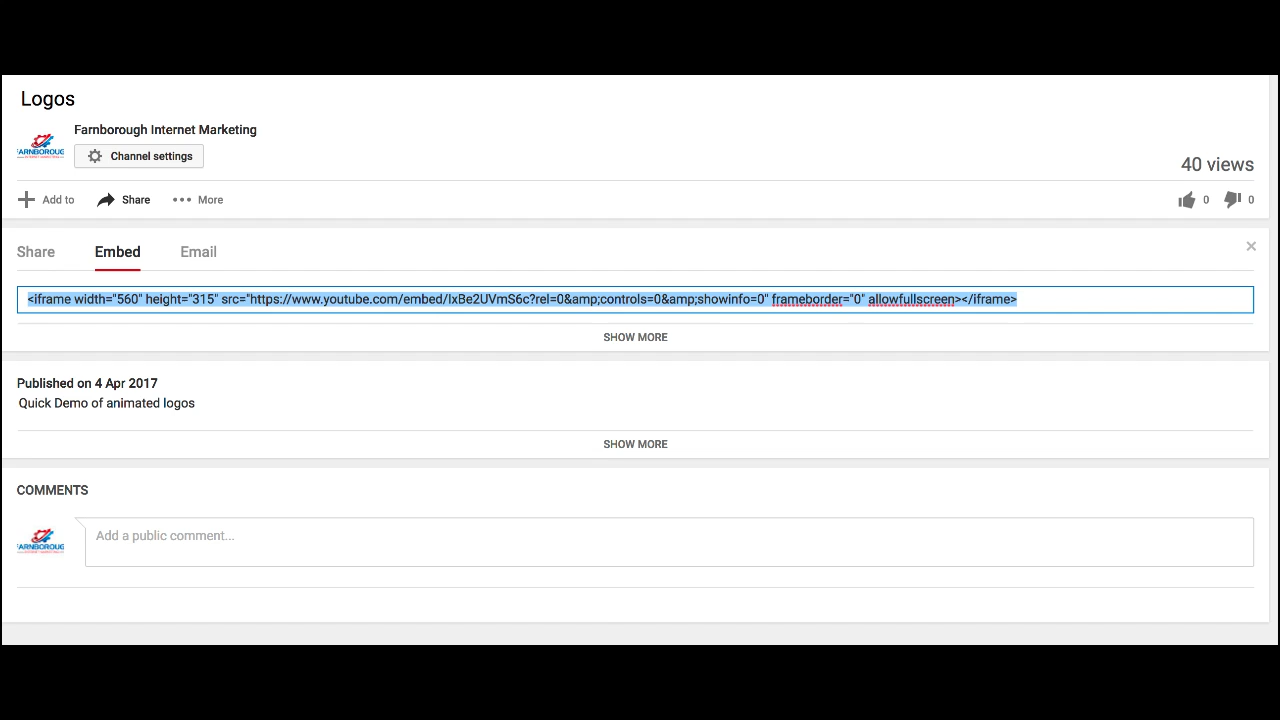 Logos
Farnborough Internet Marketing
ARNBOROUG
Channel settings
40 views
Add to
Share
More
0
0
Share
Embed
Email
<iframe width="560" height="315" src="https://www.youtube.com/embed/IxBe2UVmS6c?rel=0&amp;controls=0&amp;showinfo=0" frameborder="0" allowfullscreen></iframe>
SHOW MORE
Published on 4 Apr 2017
Quick Demo of animated logos
SHOW MORE
COMMENTS
ARNBOROUG
Add a public comment...